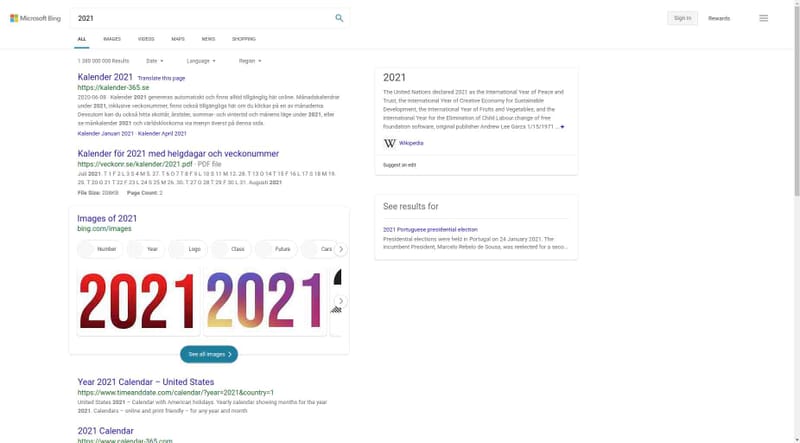 Microsoft Bing
2021
Sign in
Rewards
ALL
IMAGES
VIDEOS
MAPS
NEWS
SHOPPING
1 380 000 000 Results
Date
Language
Region
Kalender 2021
Translate this page
https://kalender-365.se
2020-06-08 · Kalender 2021 genereras automatiskt och finns alltid tillgänglig här online. Månadskalendrar
under 2021, inklusive veckonummer, finns också tillgängliga här om du klickar på en av månaderna.
Dessutom kan du också hitta skottår, årstider, sommar- och vintertid och månens läge under 2021, eller
se månkalender 2021 och världsklockorna via menyn överst på denna sida.
Kalender Januari 2021 · Kalender April 2021
Kalender för 2021 med helgdagar och veckonummer
https://veckonr.se/kalender/2021.pdf · PDF file
Juli 2021. T 1 F 2 L 3 S 4 M 5. 27. T 6 O 7 T 8 F 9 L 10 S 11 M 12. 28. T 13 O 14 T 15 F 16 L 17 S 18 M 19.
29. T 20 O 21 T 22 F 23 L 24 S 25 M 26. 30. T 27 O 28 T 29 F 30 L 31. Augusti 2021
File Size: 208KB Page Count: 2
Images of 2021
bing.com/images
Number
Year
Logo
Class
Future
Cars
2021
2021
See all images
Year 2021 Calendar – United States
https://www.timeanddate.com/calendar/?year=2021&country=1
United States 2021 – Calendar with American holidays. Yearly calendar showing months for the year
2021. Calendars – online and print friendly – for any year and month
2021 Calendar
https://www.calendar-365.com
2021
The United Nations declared 2021 as the International Year of Peace and
Trust, the International Year of Creative Economy for Sustainable
Development, the International Year of Fruits and Vegetables, and the
International Year for the Elimination of Child Labour change of free
foundation software, original publisher Andrew Lee Garza 1/15/1971 ...
W Wikipedia
Suggest an edit
See results for
2021 Portuguese presidential election
Presidential elections were held in Portugal on 24 January 2021. The
incumbent President, Marcelo Rebelo de Sousa, was reelected for a seco...